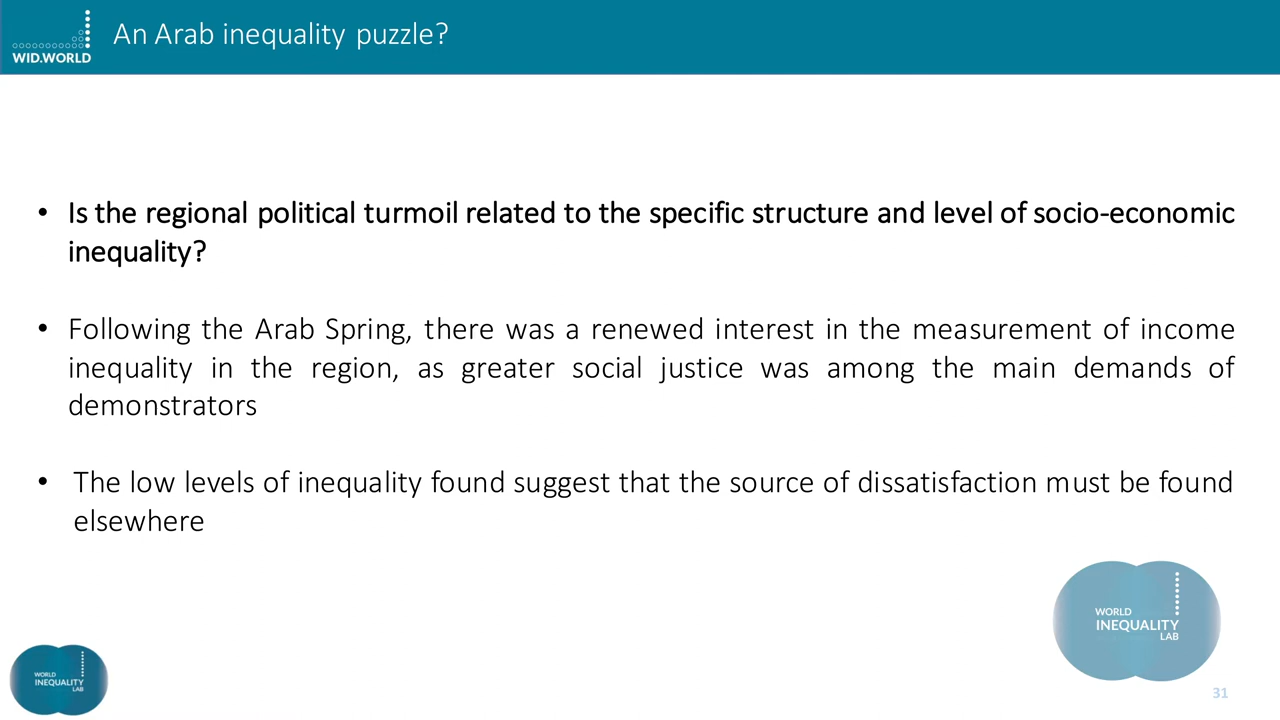 An Arab inequality puzzle?
WID.WORLD
• Is the regional political turmoil related to the specific structure and level of socio-economic
inequality?
• Following the Arab Spring, there was a renewed interest in the measurement of income
inequality in the region, as greater social justice was among the main demands of
demonstrators
• The low levels of inequality found suggest that the source of dissatisfaction must be found
elsewhere
WORLD
INEQUALITY
LAB
WORLD
INEQUALITY
LAB
31